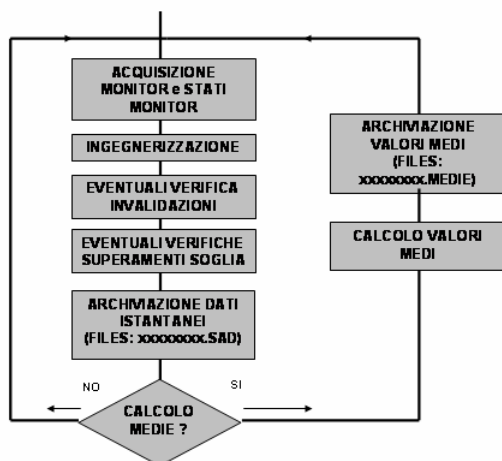 ACQUISIZIONE
MONITOR e STATI
MONITOR
INGEGNERIZZAZIONE
EVENTUALI VERIFICA
INVALIDAZIONI
EVENTUALI VERIFICHE
SUPERAMENTI SOGLIA
ARCHIVIAZIONE DATI
ISTANTANEI
(FILES: xxxxxxxx.SAD)
NO
SI
CALCOLO
MEDIE ?
ARCHIVIAZIONE
VALORI MEDI
(FILES:
xxxxxxxx.MEDIE)
CALCOLO VALORI
MEDI